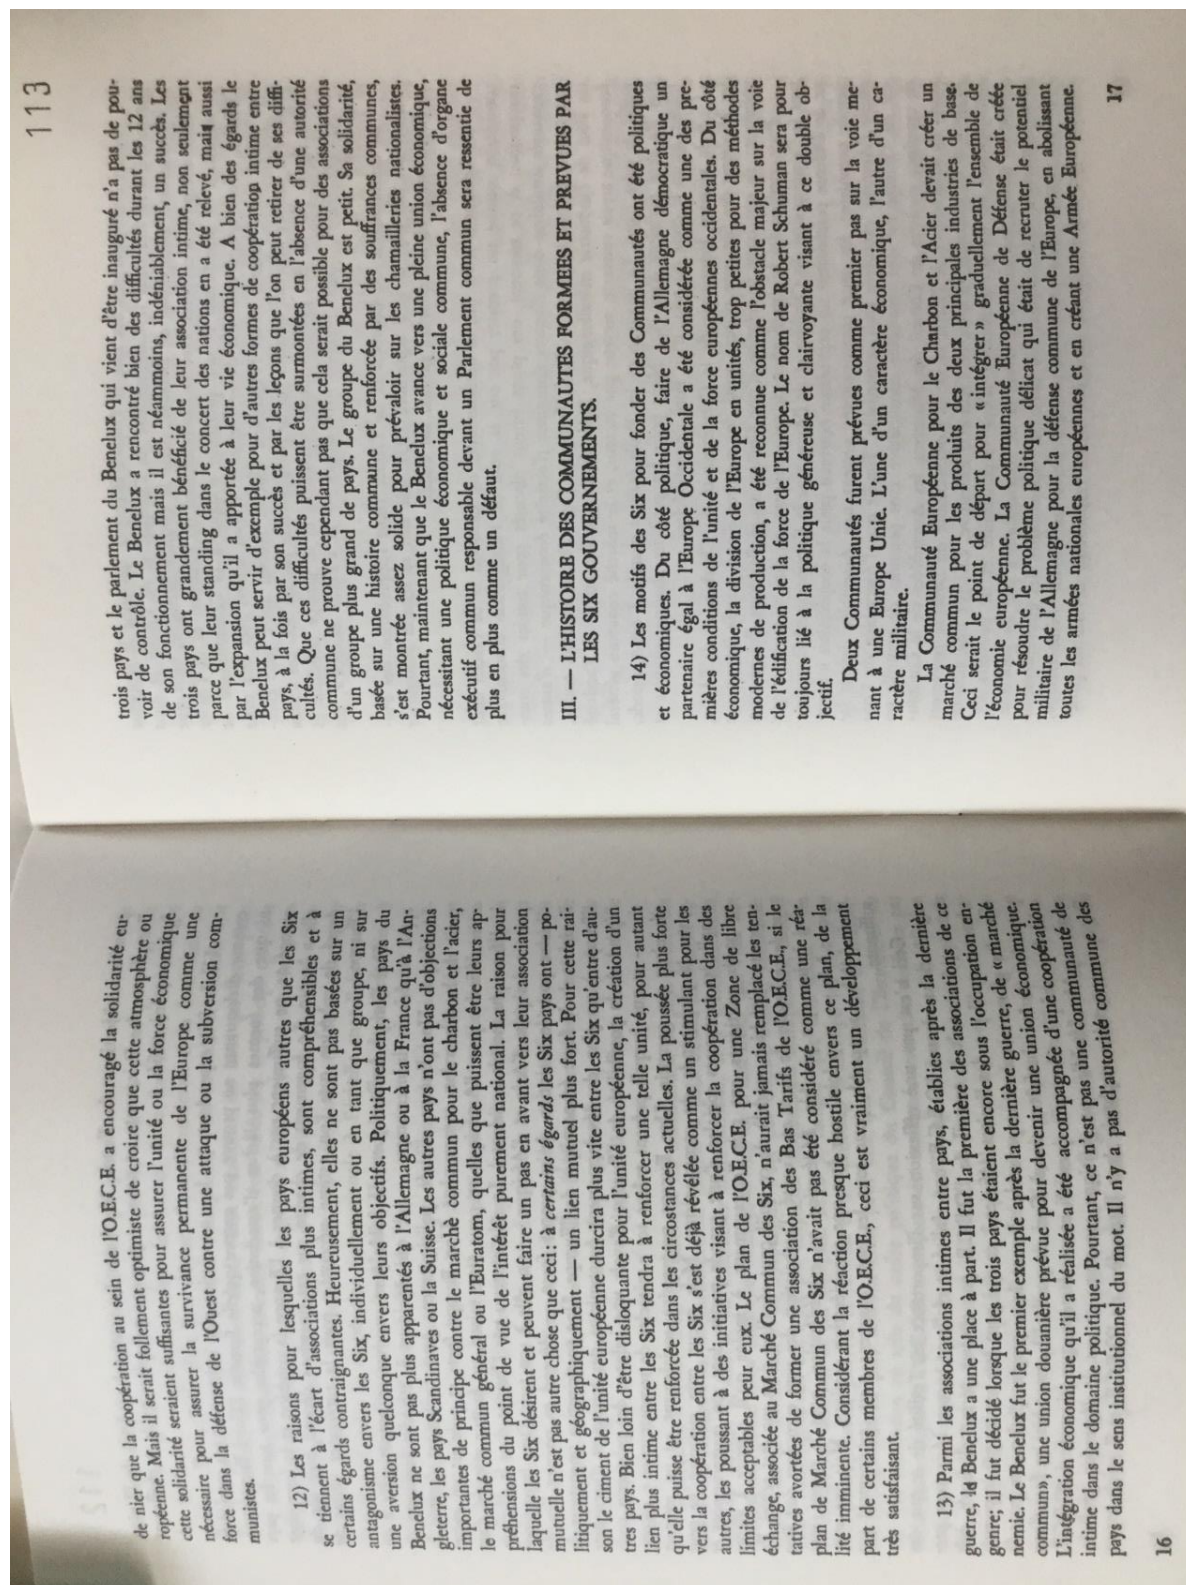 de nier que la coopération au sein de l'O.E.C.E. a encouragé la solidarité eu-
ropéenne. Mais il serait follement optimiste de croire que cette atmosphère ou
cette solidarité seraient suffisantes pour assurer l'unité ou la force économique
nécessaire pour assurer la survivance permanente de l'Europe comme une
force dans la défense de l'Ouest contre une attaque ou la subversion com-
munistes.
12) Les raisons pour lesquelles les pays européens autres que les Six
se tiennent à l'écart d'associations plus intimes, sont compréhensibles et à
certains égards contraignantes. Heureusement, elles ne sont pas basées sur un
antagonisme envers les Six, individuellement ou en tant que groupe, ni sur
une aversion quelconque envers leurs objectifs. Politiquement, les pays du
Benelux ne sont pas plus apparentés à l'Allemagne ou à la France qu'à l'An-
gleterre, les pays Scandinaves ou la Suisse. Les autres pays n'ont pas d'objections
importantes de principe contre le marchè commun pour le charbon et l'acier,
le marché commun général ou l'Euratom, quelles que puissent être leurs ap-
préhensions du point de vue de l'intérêt purement national. La raison pour
laquelle les Six désirent et peuvent faire un pas en avant vers leur association
mutuelle n'est pas autre chose que ceci: à certains égards les Six pays ont — po-
litiquement et géographiquement — un lien mutuel plus fort. Pour cette rai-
son le ciment de l'unité européenne durcira plus vite entre les Six qu'entre d'au-
tres pays. Bien loin d'être disloquante pour l'unité européenne, la création d'un
lien plus intime entre les Six tendra à renforcer une telle unité, pour autant
qu'elle puisse être renforcée dans les circostances actuelles. La poussée plus forte
vers la coopération entre les Six s'est déjà révélée comme un stimulant pour les
autres, les poussant à des initiatives visant à renforcer la coopération dans des
limites acceptables peur eux. Le plan de l'O.E.C.E. pour une Zone de libre
échange, associée au Marché Commun des Six, n'aurait jamais remplacé les ten-
tatives avortées de former une association des Bas Tarifs de l'O.E.C.E., si le
plan de Marché Commun des Six n'avait pas été considéré comme une réa-
lité imminente. Considérant la réaction presque hostile envers ce plan, de la
part de certains membres de l'O.E.C.E., ceci est vraiment un développement
très satisfaisant.
13) Parmi les associations intimes entre pays, établies après la dernière
guerre, le Benelux a une place à part. Il fut la première des associations de ce
genre; il fut décidé lorsque les trois pays étaient encore sous l'occupation en-
nemie. Le Benelux fut le premier exemple après la dernière guerre, de « marché
commun», une union douanière prévue pour devenir une union économique.
L'intégration économique qu'il a réalisée a été accompagnée d'une coopération
intime dans le domaine politique. Pourtant, ce n'est pas une communauté de
pays dans le sens institutionnel du mot. Il n'y a pas d'autorité commune des
16
113
trois pays et le parlement du Benelux qui vient d'être inauguré n'a pas de pou-
voir de contrôle. Le Benelux a rencontré bien des difficultés durant les 12 ans
de son fonctionnement mais il est néammoins, indéniablement, un succès. Les
trois pays ont grandement bénéficié de leur association intime, non seulement
parce que leur standing dans le concert des nations en a été relevé, mais aussi
par l'expansion qu'il a apportée à leur vie économique. A bien des égards le
Benelux peut servir d'exemple pour d'autres formes de coopération intime entre
pays, à la fois par son succès et par les leçons que l'on peut retirer de ses diffi-
cultés. Que ces difficultés puissent être surmontées en l'absence d'une autorité
commune ne prouve cependant pas que cela serait possible pour des associations
d'un groupe plus grand de pays. Le groupe du Benelux est petit. Sa solidarité,
basée sur une histoire commune et renforcée par des souffrances communes,
s'est montrée assez solide pour prévaloir sur les chamailleries nationalistes.
Pourtant, maintenant que le Benelux avance vers une pleine union économique,
nécessitant une politique économique et sociale commune, l'absence d'organe
exécutif commun responsable devant un Parlement commun sera ressentie de
plus en plus comme un défaut.
III. — L'HISTOIRE DES COMMUNAUTES FORMEES ET PREVUES PAR
LES SIX GOUVERNEMENTS.
14) Les motifs des Six pour fonder des Communautés ont été politiques
et économiques. Du côté politique, faire de l'Allemagne démocratique un
partenaire égal à l'Europe Occidentale a été considérée comme une des pre-
mières conditions de l'unité et de la force européennes occidentales. Du côté
économique, la division de l'Europe en unités, trop petites pour des méthodes
modernes de production, a été reconnue comme l'obstacle majeur sur la voie
de l'édification de la force de l'Europe. Le nom de Robert Schuman sera pour
toujours lié à la politique généreuse et clairvoyante visant à ce double ob-
jectif.
Deux Communautés furent prévues comme premier pas sur la voie me-
nant à une Europe Unie. L'une d'un caractère économique, l'autre d'un ca-
ractère militaire.
La Communauté Européenne pour le Charbon et l'Acier devait créer un
marché commun pour les produits des deux principales industries de base.
Ceci serait le point de départ pour « intégrer » graduellement l'ensemble de
l'économie européenne. La Communauté Européenne de Défense était créée
pour résoudre le problème politique délicat qui était de recruter le potentiel
militaire de l'Allemagne pour la défense commune de l'Europe, en abolissant
toutes les armées nationales européennes et en créant une Armée Européenne.
17